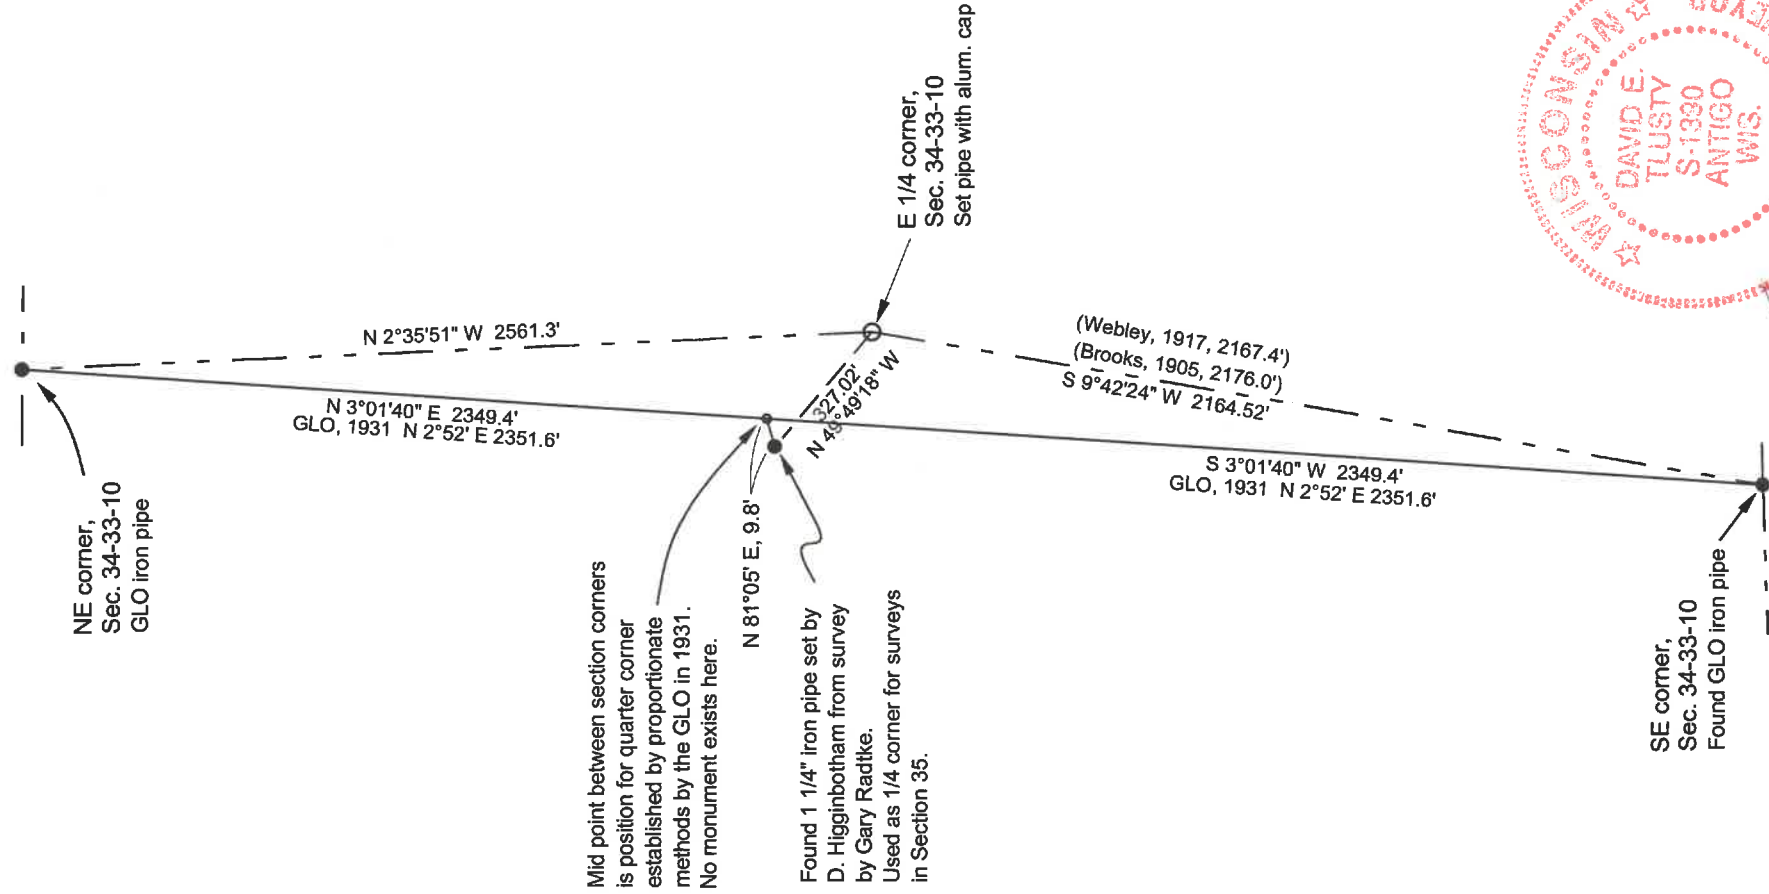 NE corner,
Sec. 34-33-10
GLO iron pipe
N 2°35'51" W 2561.3'
N 3°01'40" E 2349.4'
GLO, 1931 N 2°52' E 2351.6'
E 1/4 corner,
Sec. 34-33-10
Set pipe with alum. cap
327.02'
N 49°49'18" W
(Webley, 1917, 2167.4')
(Brooks, 1905, 2176.0')
S 9°42'24" W 2164.52'
S 3°01'40" W 2349.4'
GLO, 1931 N 2°52' E 2351.6'
Mid point between section corners
is position for quarter corner
established by proportionate
methods by the GLO in 1931.
No monument exists here.
N 81°05' E, 9.8'
Found 1 1/4" iron pipe set by
D. Higginbotham from survey
by Gary Radtke.
Used as 1/4 corner for surveys
in Section 35.
SE corner,
Sec. 34-33-10
Found GLO iron pipe
WISCONSIN
DAVID E.
TLUSTY
S-1330
ANTIGO
WIS.